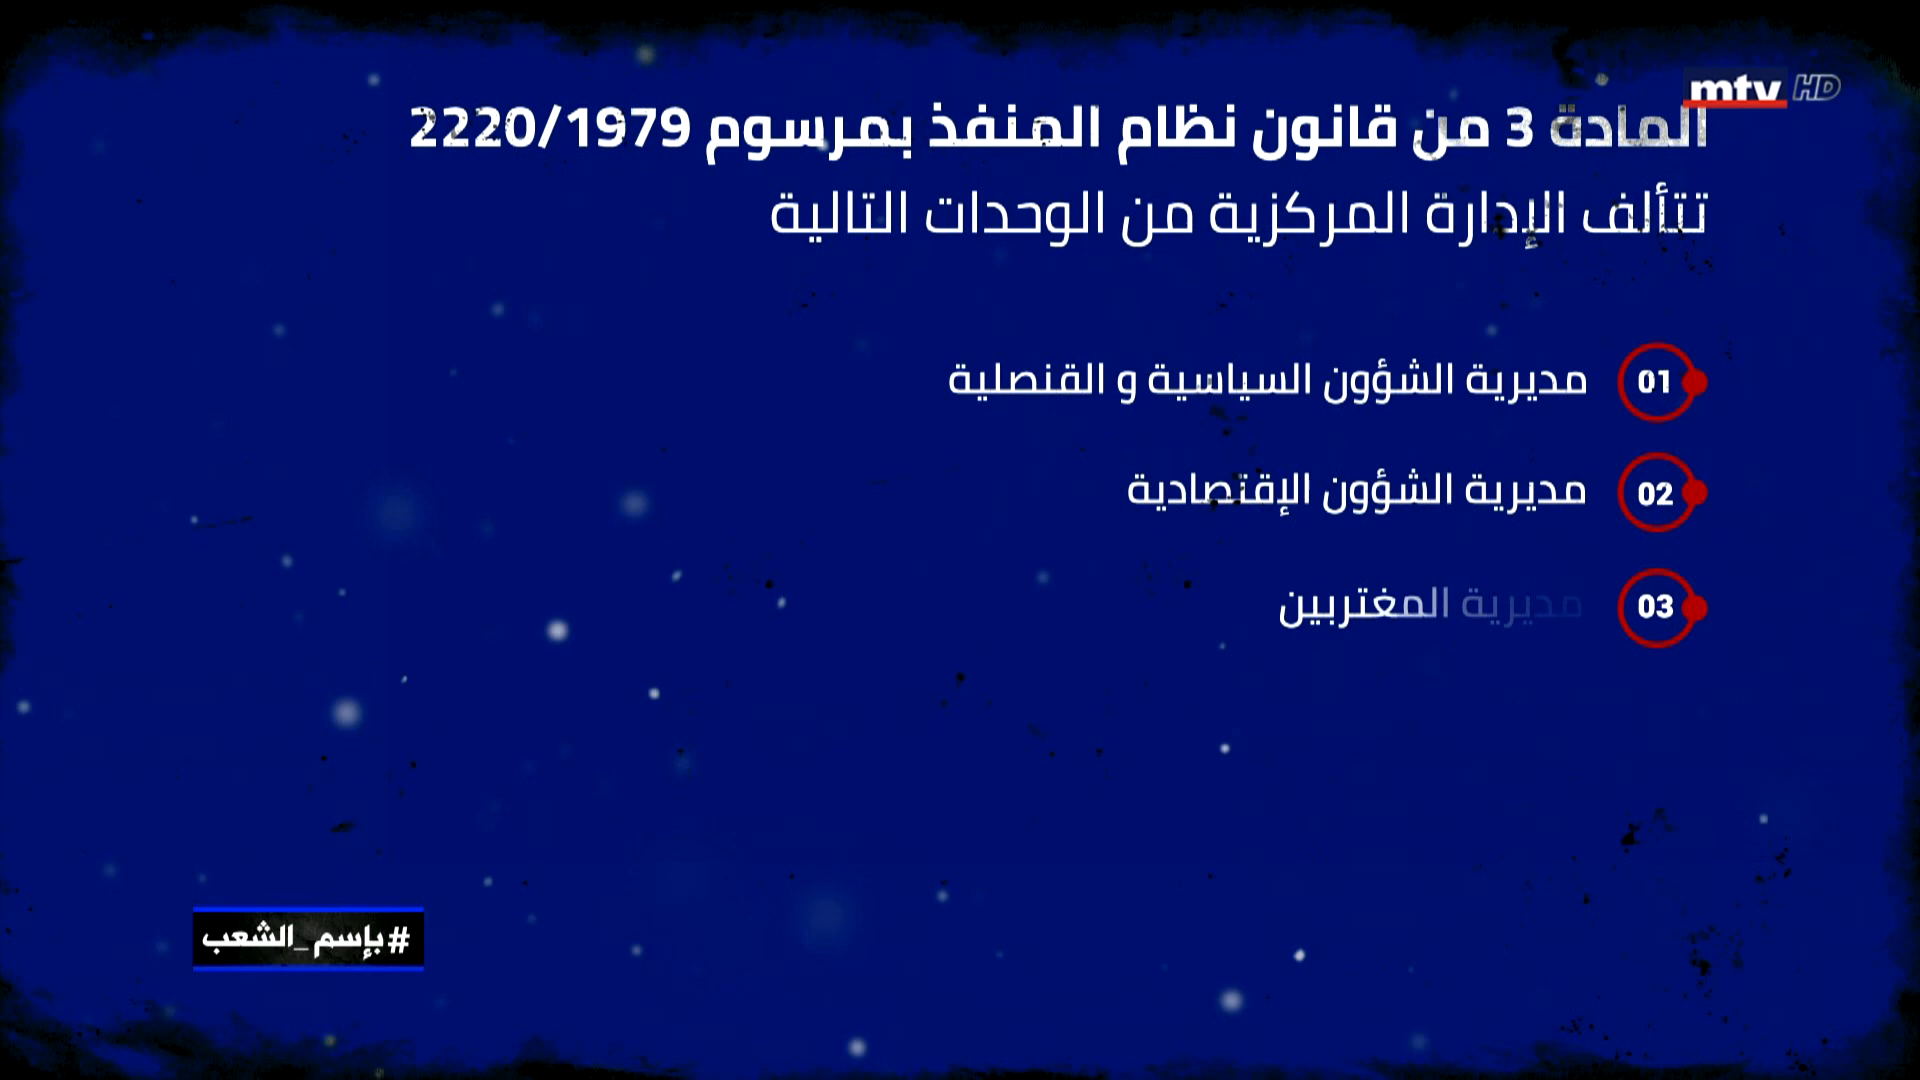 mtv HD
المادة 3 من قانون نظام المنفذ بمرسوم 2220/1979
تتألف الإدارة المركزية من الوحدات التالية
01 مديرية الشؤون السياسية و القنصلية
02 مديرية الشؤون الإقتصادية
03 مديرية المغتربين
#بإسم_الشعب